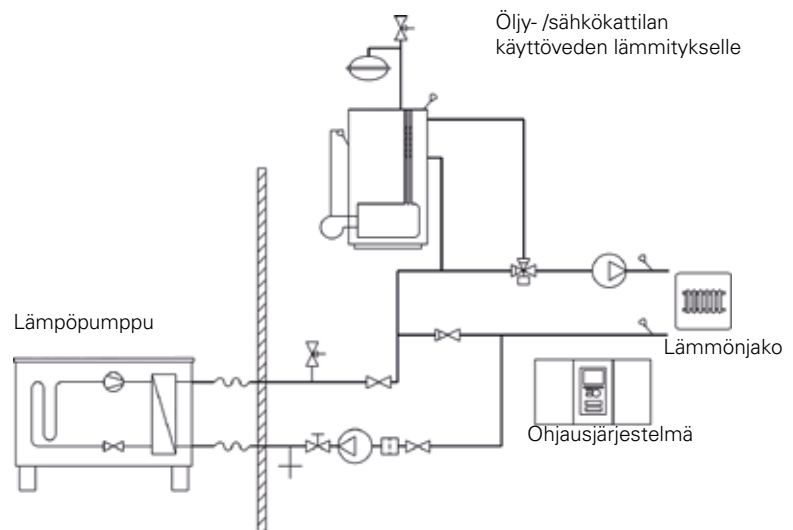 Öljy- /sähkökattilan
käyttöveden lämmitykselle
Lämpöpumppu
Lämmönjako
Ohjausjärjestelmä